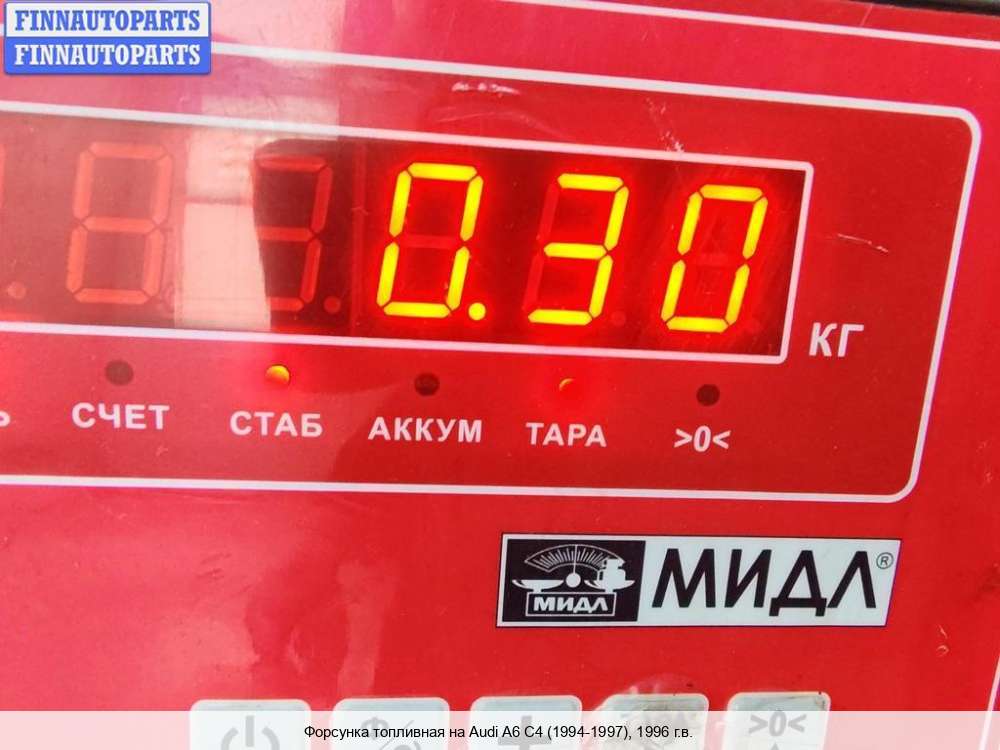 FINNAUTOPARTS
FINNAUTOPARTS
0.30
КГ
СЧЕТ СТАБ АККУМ ТАРА >0<
МИДЛ МИДЛ®
>0<
Форсунка топливная на Audi A6 C4 (1994-1997), 1996 г.в.